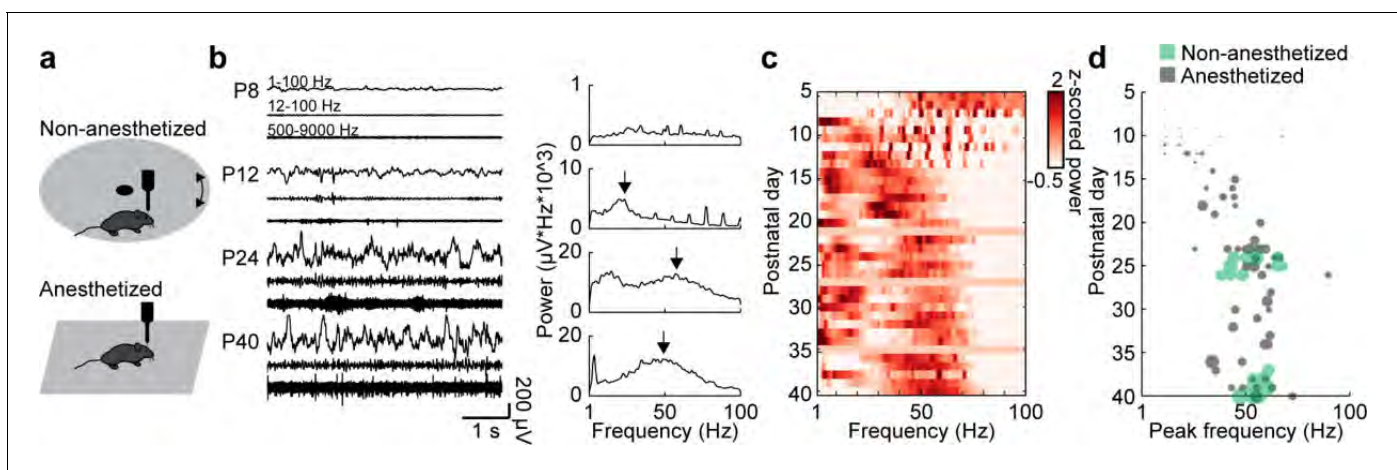 a
Non-anesthetized
Anesthetized
b
P8
1-100 Hz
12-100 Hz
500-9000 Hz
P12
P24
P40
200 µV
1 s
Power (µV*Hz*10^3)
1
0
10
0
20
0
20
0
1 50 100
Frequency (Hz)
c
2
-0.5
z-scored power
Postnatal day
5
10
15
20
25
30
35
40
1 50 100
Frequency (Hz)
d
Non-anesthetized
Anesthetized
Postnatal day
5
10
15
20
25
30
35
40
1 50 100
Peak frequency (Hz)